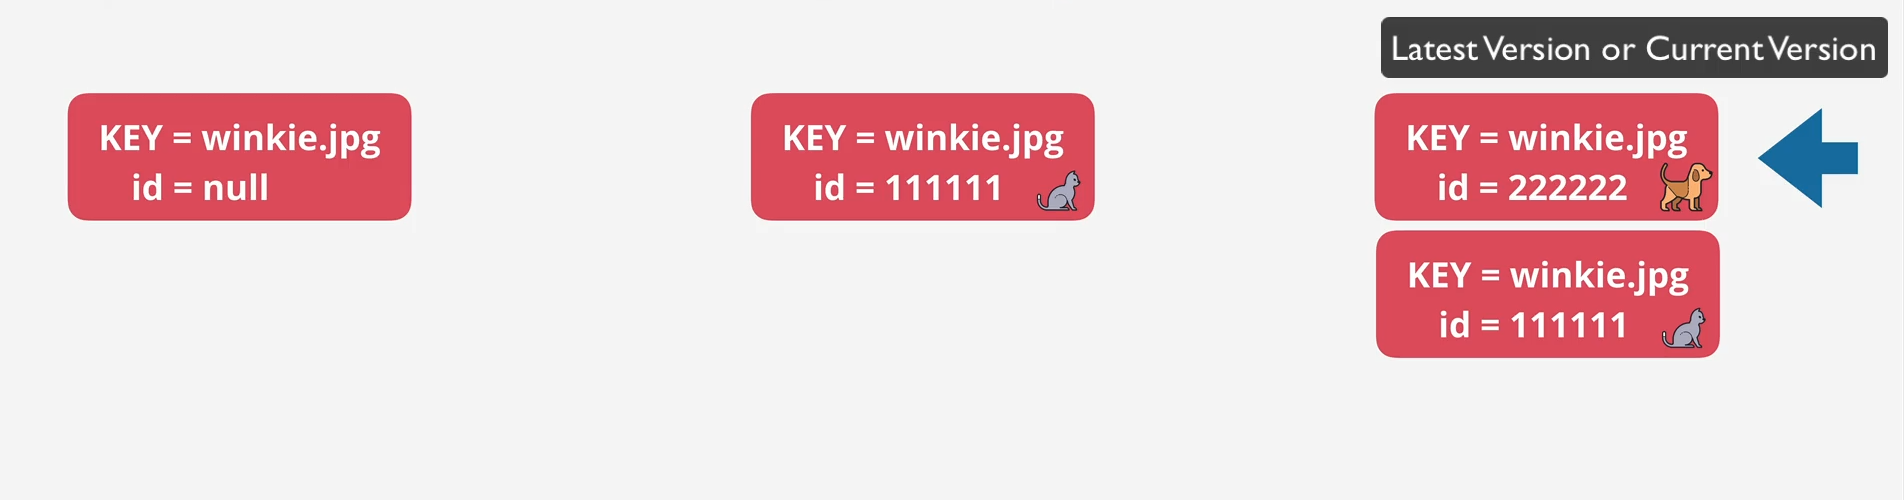 Latest Version or Current Version
KEY = winkie.jpg
id = null
KEY = winkie.jpg
id = 111111
KEY = winkie.jpg
id = 222222
KEY = winkie.jpg
id = 111111